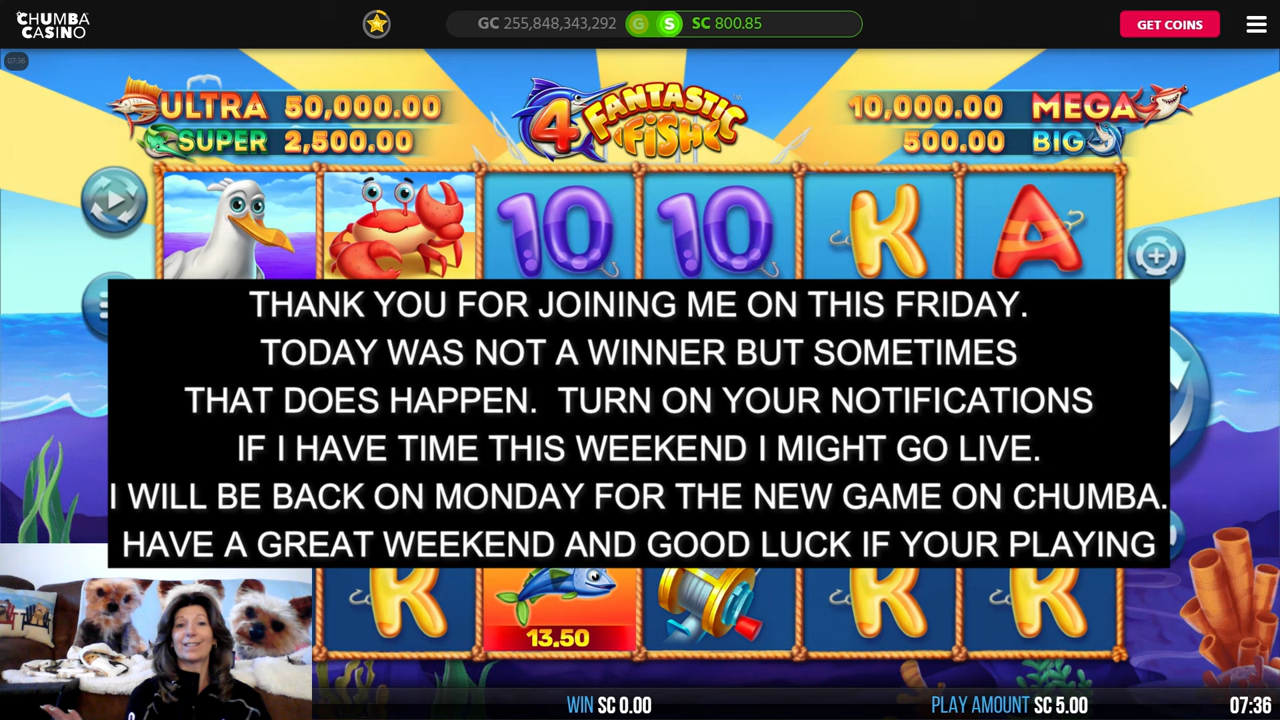 CHUMBA CASINO
GC 255,848,343,292 G S SC 800.85
GET COINS
07:36
ULTRA 50,000.00
SUPER 2,500.00
4 FANTASTIC FISH
10,000.00 MEGA
500.00 BIG
10 10 K A
THANK YOU FOR JOINING ME ON THIS FRIDAY.
TODAY WAS NOT A WINNER BUT SOMETIMES
THAT DOES HAPPEN. TURN ON YOUR NOTIFICATIONS
IF I HAVE TIME THIS WEEKEND I MIGHT GO LIVE.
I WILL BE BACK ON MONDAY FOR THE NEW GAME ON CHUMBA.
HAVE A GREAT WEEKEND AND GOOD LUCK IF YOUR PLAYING
K K K
13.50
WIN SC 0.00
PLAY AMOUNT SC 5.00
07:36